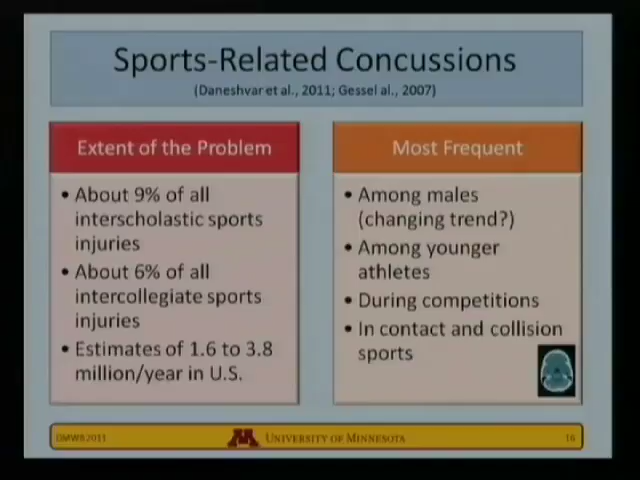 Sports-Related Concussions
(Daneshvar et al., 2011; Gessel al., 2007)
Extent of the Problem
• About 9% of all
interscholastic sports
injuries
• About 6% of all
intercollegiate sports
injuries
• Estimates of 1.6 to 3.8
million/year in U.S.
Most Frequent
• Among males
(changing trend?)
• Among younger
athletes
• During competitions
• In contact and collision
sports
DMWB2011
M UNIVERSITY OF MINNESOTA
16